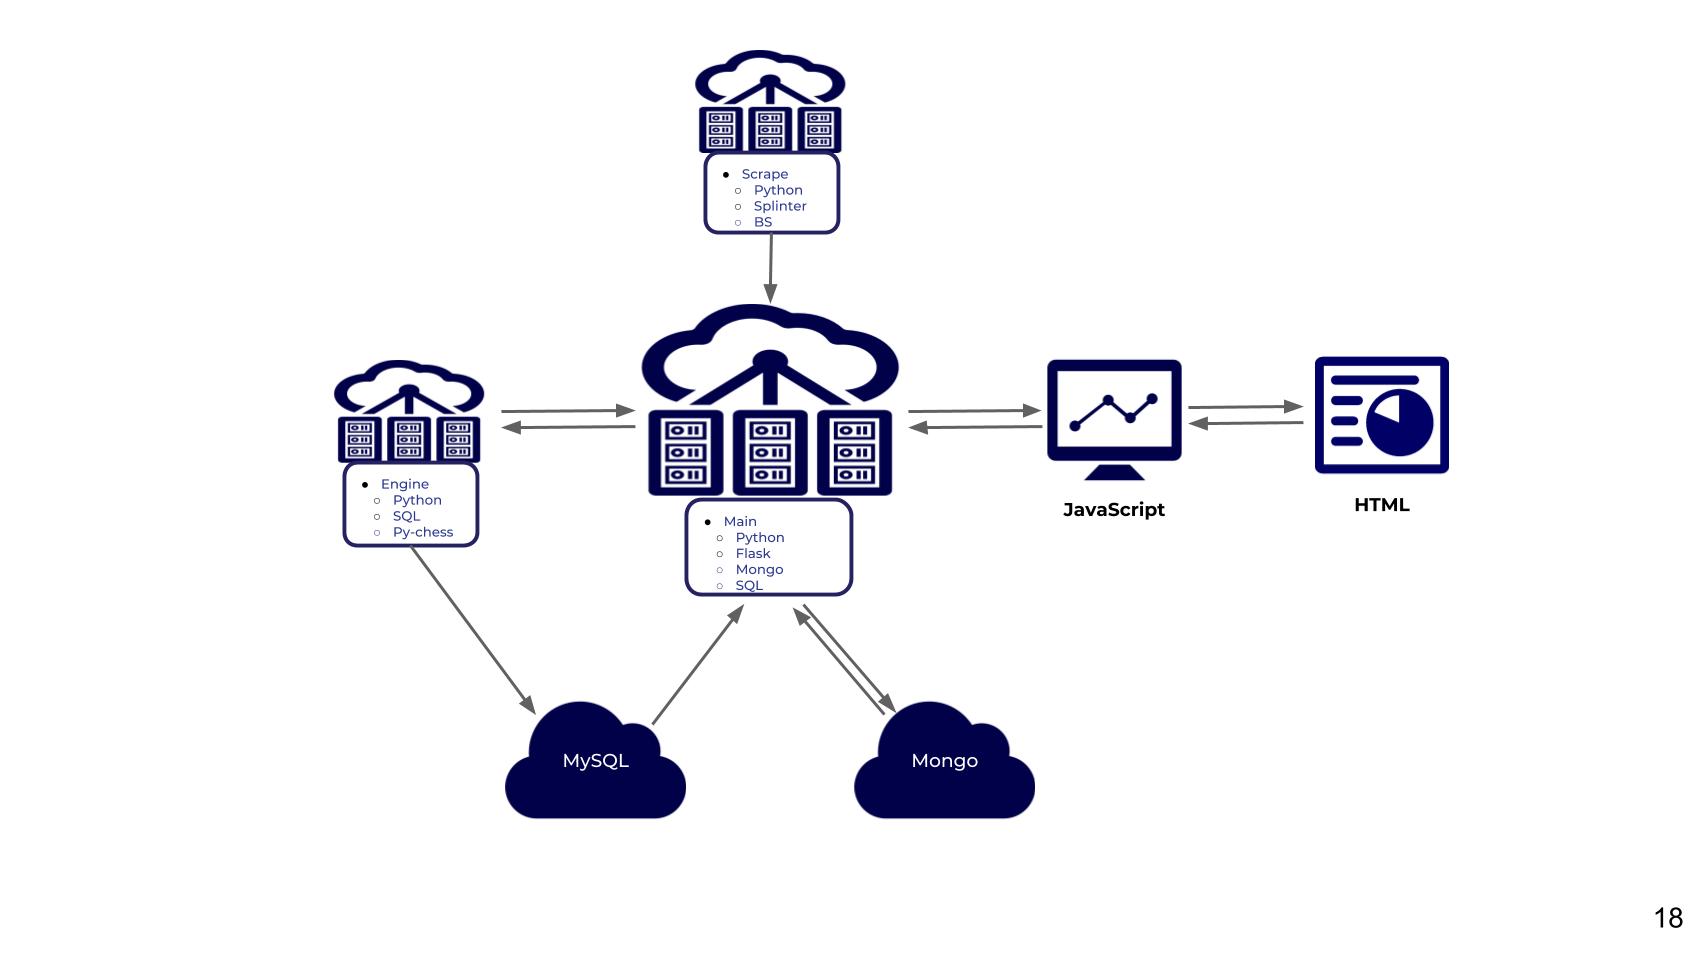 ● Scrape
○ Python
○ Splinter
○ BS
● Engine
○ Python
○ SQL
○ Py-chess
● Main
○ Python
○ Flask
○ Mongo
○ SQL
JavaScript
HTML
MySQL
Mongo
18